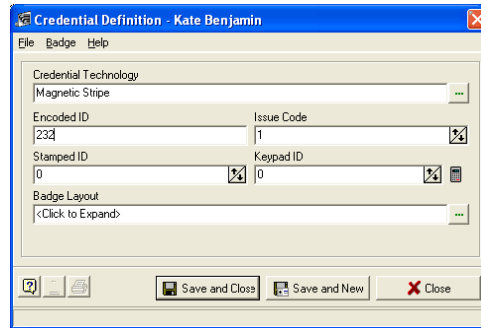 Credential Definition - Kate Benjamin
File Badge Help
Credential Technology
Magnetic Stripe
Encoded ID Issue Code
232 1
Stamped ID Keypad ID
0 0
Badge Layout
<Click to Expand>
Save and Close Save and New Close